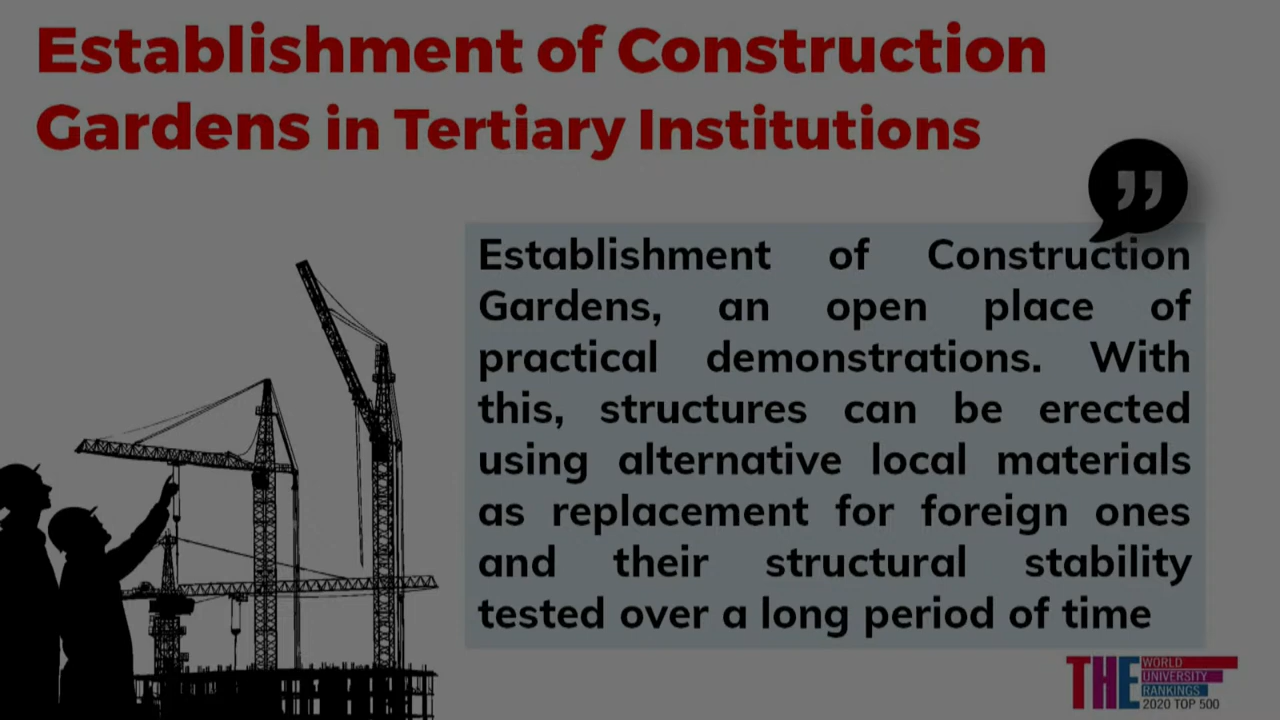 Establishment of Construction
Gardens in Tertiary Institutions
Establishment of Construction
Gardens, an open place of
practical demonstrations. With
this, structures can be erected
using alternative local materials
as replacement for foreign ones
and their structural stability
tested over a long period of time
THE WORLD
UNIVERSITY
RANKINGS
2020 TOP 500